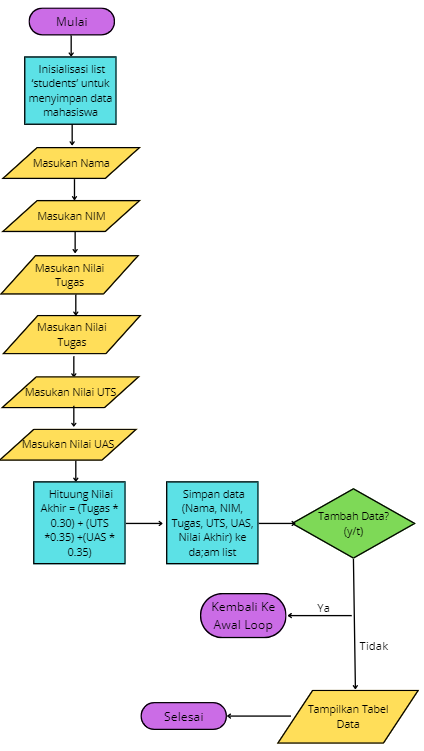 Mulai
Inisialisasi list
‘students’ untuk
menyimpan data
mahasiswa
Masukan Nama
Masukan NIM
Masukan Nilai
Tugas
Masukan Nilai
Tugas
Masukan Nilai UTS
Masukan Nilai UAS
Hituung Nilai
Akhir = (Tugas *
0.30) + (UTS
*0.35) +(UAS *
0.35)
Simpan data
(Nama, NIM,
Tugas, UTS, UAS,
Nilai Akhir) ke
da;am list
Tambah Data?
(y/t)
Kembali Ke
Awal Loop
Ya
Tidak
Tampilkan Tabel
Data
Selesai